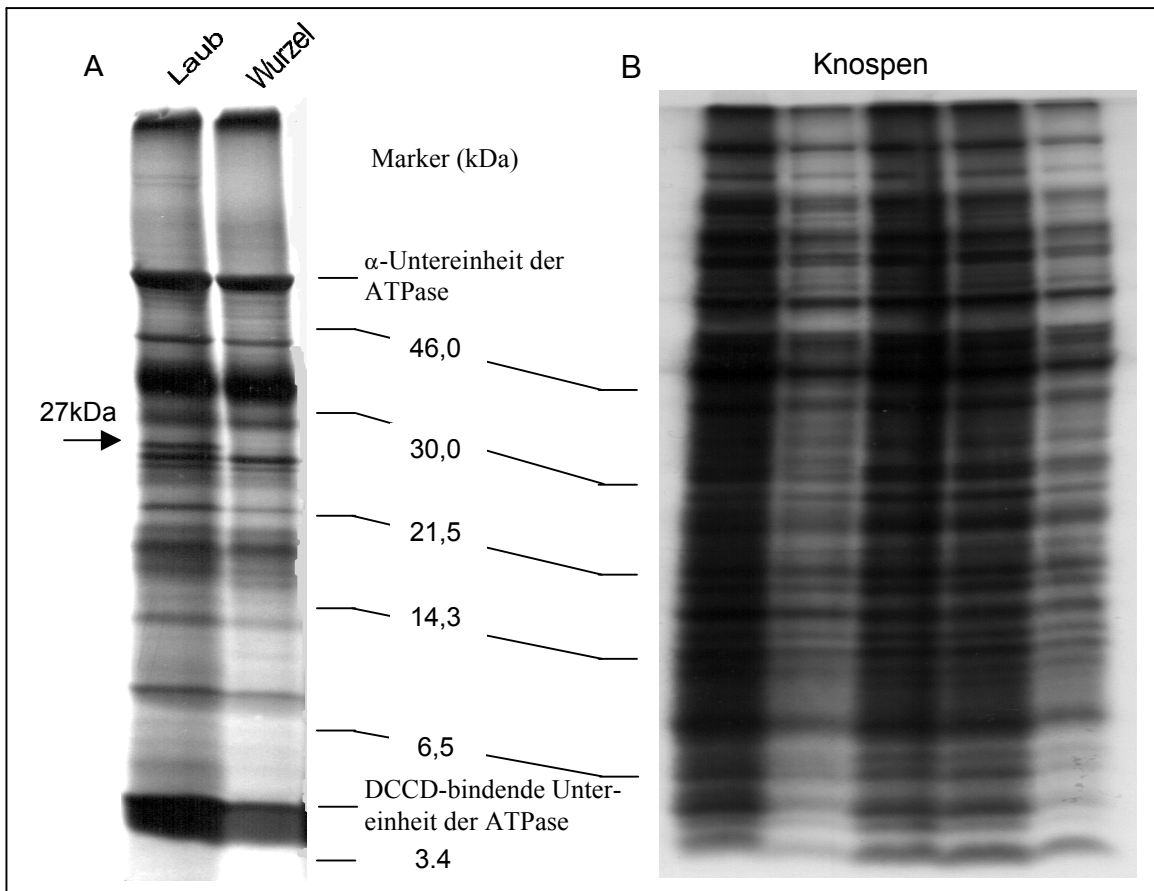 A
Laub
Wurzel
B
Knospen
Marker (kDa)
α-Untereinheit der
ATPase
46,0
27kDa
30,0
21,5
14,3
6,5
DCCD-bindende Unter-
einheit der ATPase
3.4